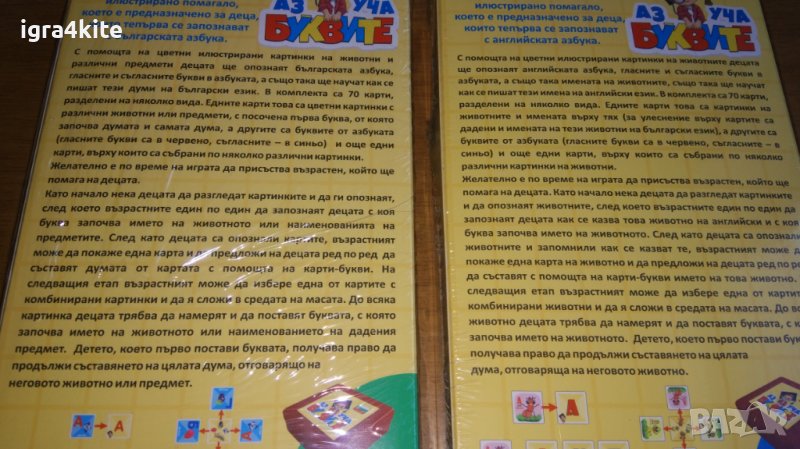 igra4kite
илюстрирано помагало,
което е предназначено за деца,
които тепърва се запознават
с българската азбука.
АЗ УЧА
БУКВИТЕ
С помощта на цветни илюстрирани картинки на животни и
различни предмети децата ще опознаят българската азбука,
гласните и съгласните букви в азбуката, а също така ще научат как се
пишат тези думи на български език. В комплекта са 70 карти,
разделени на няколко вида. Едните карти това са цветни картинки с
различни животни или предмети, с посочена първа буква, от която
започва думата и самата дума, а другите са буквите от азбуката
(гласните букви са в червено, съгласните – в синьо) и още едни
карти, върху които са събрани по няколко различни картинки.
Желателно е по време на играта да присъства възрастен, който ще
помага на децата.
Като начало нека децата да разгледат картинките и да ги опознаят,
след което възрастните един по един да запознаят децата с коя
буква започва името на животното или наименованията на
предметите. След като децата са опознали картите, възрастният
може да покаже една карта и да предложи на децата ред по ред да
съставят думата от картата с помощта на карти-букви. На
следващия етап възрастният може да избере една от картите с
комбинирани картинки и да я сложи в средата на масата. До всяка
картинка децата трябва да намерят и да поставят буквата, с която
започва името на животното или наименованието на дадения
предмет. Детето, което първо постави буквата, получава право да
продължи съставянето на цялата дума, отговарящо на
неговото животно или предмет.
илюстрирано помагало,
което е предназначено за деца,
които тепърва се запознават
с английската азбука.
АЗ УЧА
БУКВИТЕ
С помощта на цветни илюстрирани картинки на животните децата
ще опознаят английската азбука, гласните и съгласните букви в
азбуката, а също така имената на животните, също така ще научат
как се пишат тези имена на английски език. В комплекта са 70 карти,
разделени на няколко вида. Едните карти това са картинки на
животните и имената върху тях (за улеснение върху картите са
дадени и имената на тези животни на български език), а другите са
буквите от азбуката (гласните букви са в червено, съгласните – в
синьо) и още едни карти, върху които са събрани по няколко
различни картинки на животни.
Желателно е по време на играта да присъства възрастен, който ще
помага на децата. Като начало нека децата да разгледат картинките
и да опознаят животните, след което възрастните един по един да
запознаят децата как се казва това животно на английски и с коя
буква започва името на животното. След като децата са опознали
животните и запомнили как се казват те, възрастният може да
покаже една карта на животно и да предложи на децата ред по ред
да съставят с помощта на карти-букви името на това животно.
следващия етап възрастният може да избере една от картите
комбинирани животни и да я сложи в средата на масата. До всяко
животно децата трябва да намерят и да поставят буквата, с
започва името на животното. Детето, което първо постави буквата,
получава право да продължи съставянето на цялата
дума, отговаряща на неговото животно.
А А
А
BAZAR